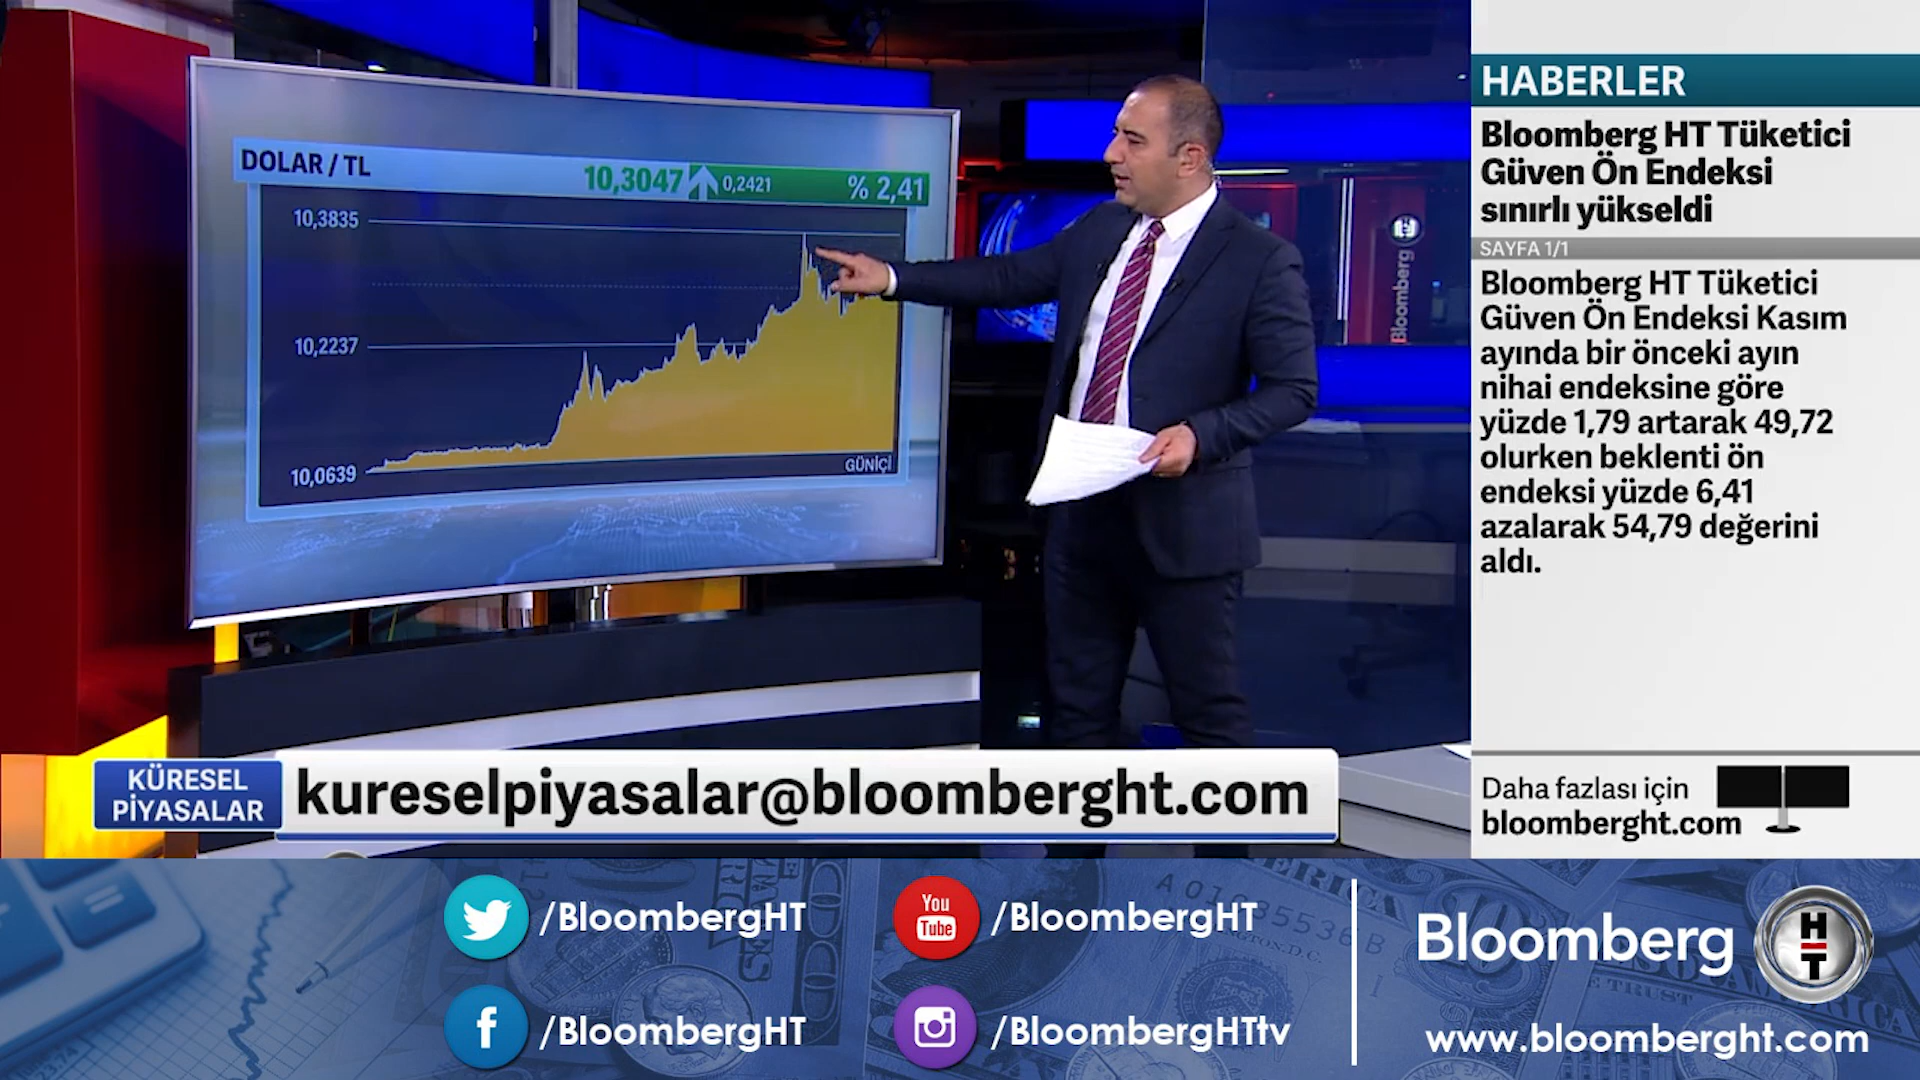 DOLAR / TL
10,3047 0,2421 % 2,41
10,3835
10,2237
10,0639
GÜNİÇİ
Bloomberg HT
HABERLER
Bloomberg HT Tüketici
Güven Ön Endeksi
sınırlı yükseldi
SAYFA 1/1
Bloomberg HT Tüketici
Güven Ön Endeksi Kasım
ayında bir önceki ayın
nihai endeksine göre
yüzde 1,79 artarak 49,72
olurken beklenti ön
endeksi yüzde 6,41
azalarak 54,79 değerini
aldı.
Daha fazlası için
bloomberght.com
KÜRESEL
PİYASALAR
kureselpiyasalar@bloomberght.com
/BloombergHT
You
Tube
/BloombergHT
/BloombergHT
/BloombergHTtv
Bloomberg HT
www.bloomberght.com